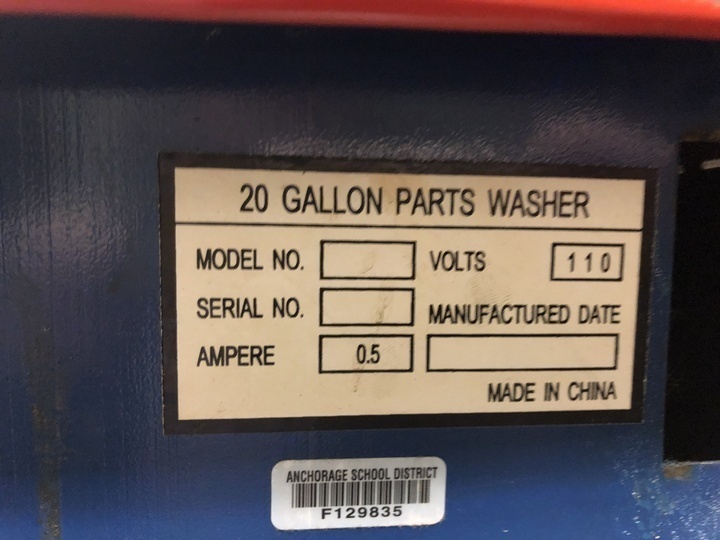 20 GALLON PARTS WASHER
MODEL NO. VOLTS 110
SERIAL NO. MANUFACTURED DATE
AMPERE 0.5
MADE IN CHINA
ANCHORAGE SCHOOL DISTRICT
F129835